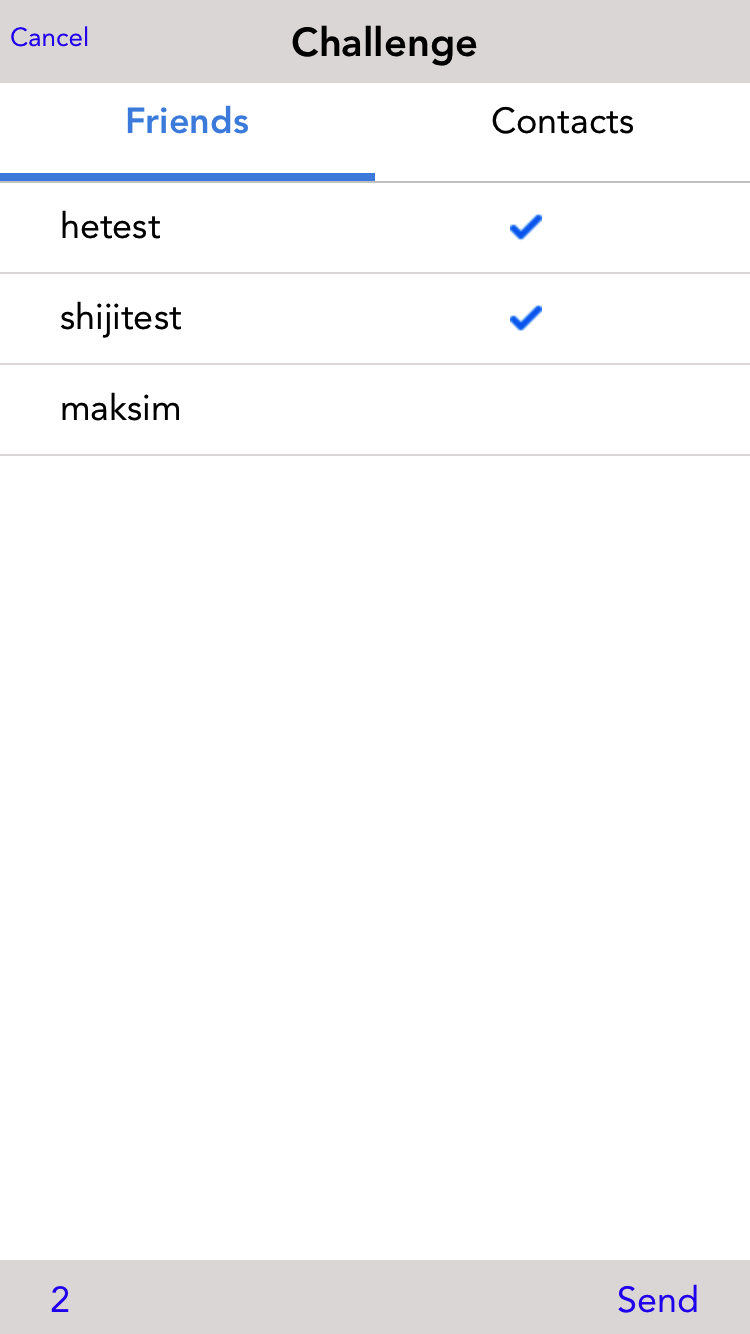 Cancel Challenge
Friends Contacts
hetest
shijitest
maksim
2 Send